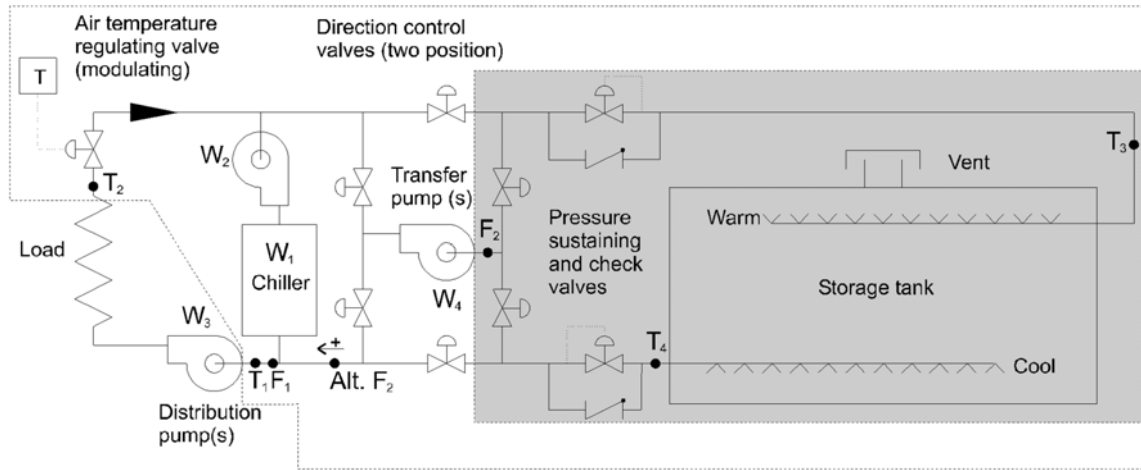 Air temperature
regulating valve
(modulating)
Direction control
valves (two position)
T
T₂
Load
W₂
W₁
Chiller
W₃
Distribution
pump(s)
T₁ F₁
+
Alt. F₂
Transfer
pump (s)
F₂
W₄
Pressure
sustaining
and check
valves
T₃
Vent
Warm
Storage tank
T₄
Cool